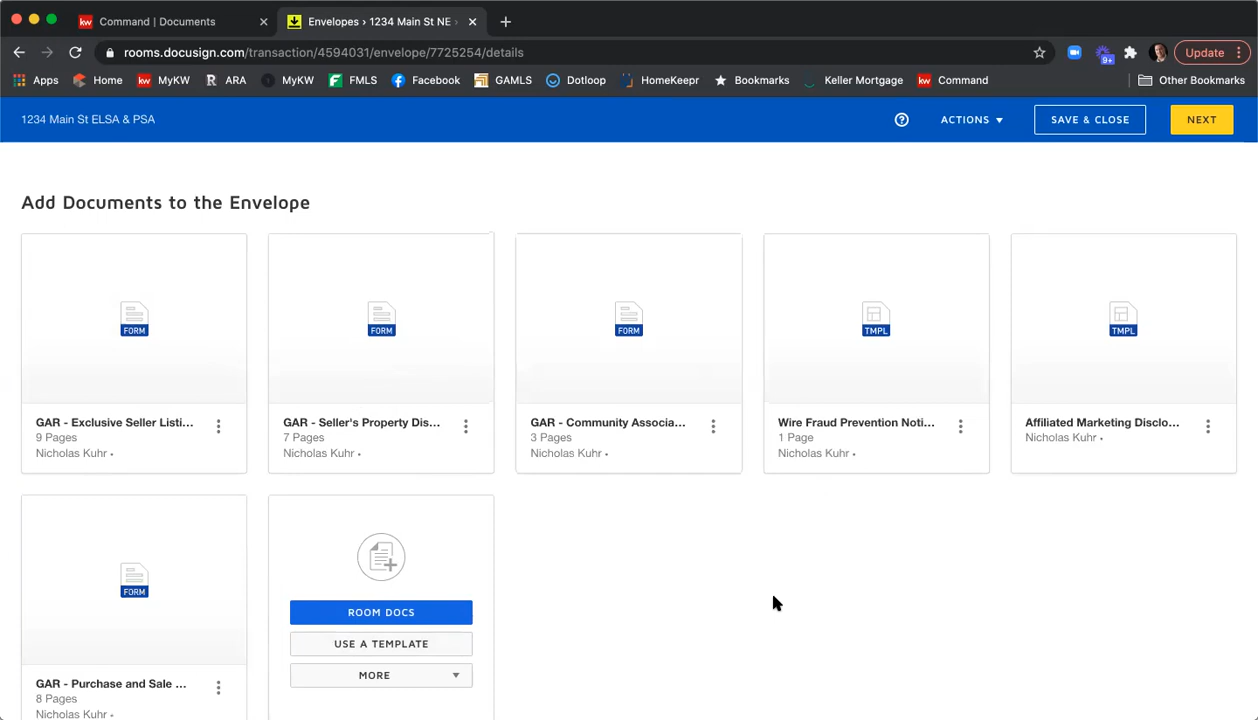 Command | Documents
Envelopes › 1234 Main St NE ›
rooms.docusign.com/transaction/4594031/envelope/7725254/details
9+
Update
Apps
Home
kw MyKW
R ARA
MyKW
FMLS
Facebook
GAMLS
Dotloop
HomeKeepr
Bookmarks
Keller Mortgage
kw Command
Other Bookmarks
1234 Main St ELSA & PSA
?
ACTIONS
SAVE & CLOSE
NEXT
Add Documents to the Envelope
FORM
GAR - Exclusive Seller Listi...
9 Pages
Nicholas Kuhr •
FORM
GAR - Seller's Property Dis...
7 Pages
Nicholas Kuhr •
FORM
GAR - Community Associa...
3 Pages
Nicholas Kuhr •
TMPL
Wire Fraud Prevention Noti...
1 Page
Nicholas Kuhr •
TMPL
Affiliated Marketing Disclo...
Nicholas Kuhr •
FORM
GAR - Purchase and Sale ...
8 Pages
Nicholas Kuhr •
ROOM DOCS
USE A TEMPLATE
MORE